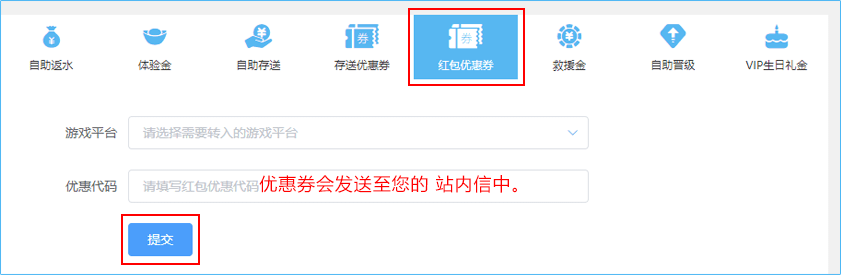 自助返水 体验金 自助存送 存送优惠券 红包优惠券 救援金 自助晋级 VIP生日礼金
游戏平台 请选择需要转入的游戏平台
优惠代码 请填写红包优惠代码 优惠券会发送至您的 站内信中。
提交